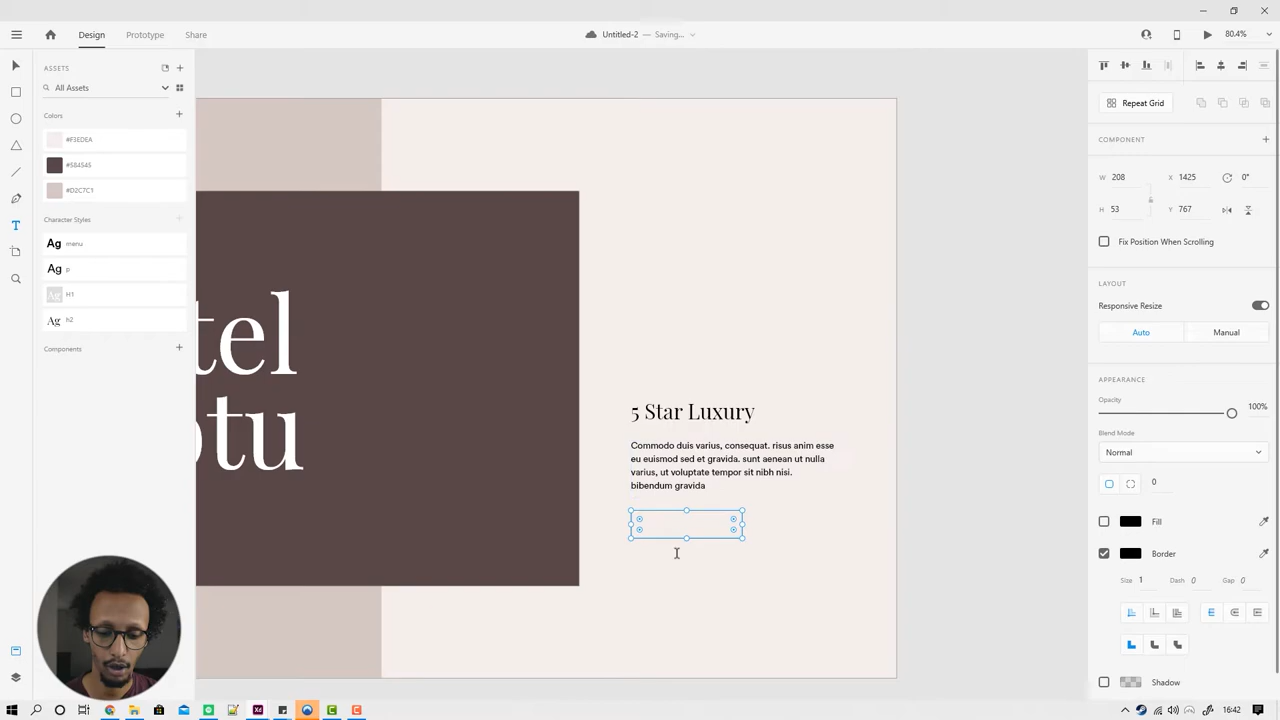 Design
Prototype
Share
Untitled-2
Saving...
80.4%
ASSETS
All Assets
Colors
#F3EDEA
#584545
#D2C7C1
Character Styles
Ag menu
Ag p
Ag H1
Ag h2
Components
tel
otu
5 Star Luxury
Commodo duis varius, consequat. risus anim esse
eu euismod sed et gravida. sunt aenean ut nulla
varius, ut voluptate tempor sit nibh nisi.
bibendum gravida
Repeat Grid
COMPONENT
W 208 X 1425 0°
H 53 Y 767
Fix Position When Scrolling
LAYOUT
Responsive Resize
Auto Manual
APPEARANCE
Opacity
100%
Blend Mode
Normal
0
Fill
Border
Size 1 Dash 0 Gap 0
Shadow
Xd
16:42